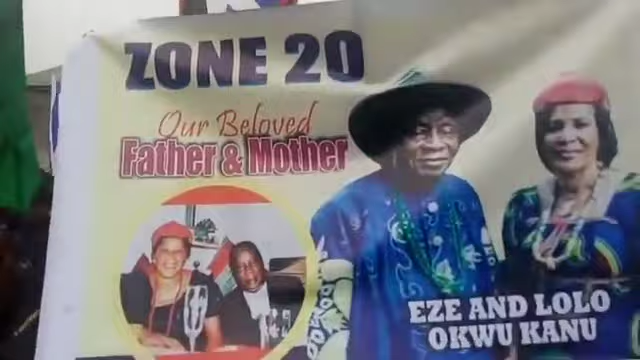 ZONE 20
Our Beloved
Father & Mother
EZE AND LOLO
OKWU KANU